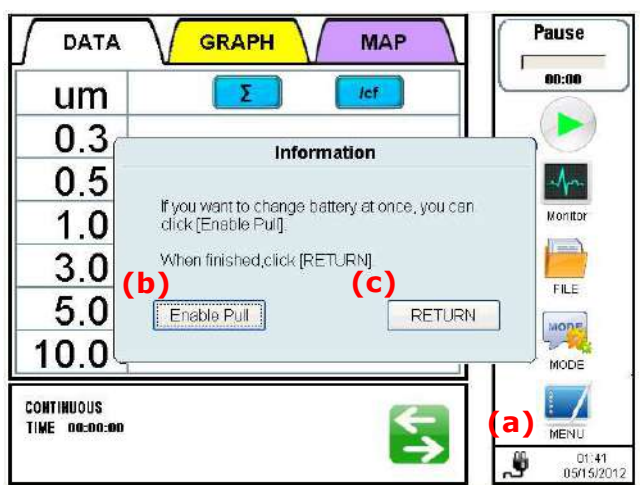 DATA
GRAPH
MAP
um
Σ
/cf
0.3
0.5
1.0
3.0
5.0
10.0
Information
If you want to change battery at once, you can
click [Enable Pull].
When finished,click [RETURN].
(b)
(c)
Enable Pull
RETURN
CONTINUOUS
TIME 00:00:00
Pause
00:00
Monitor
FILE
MODE
MODE
(a)
MENU
01:41
05/15/2012